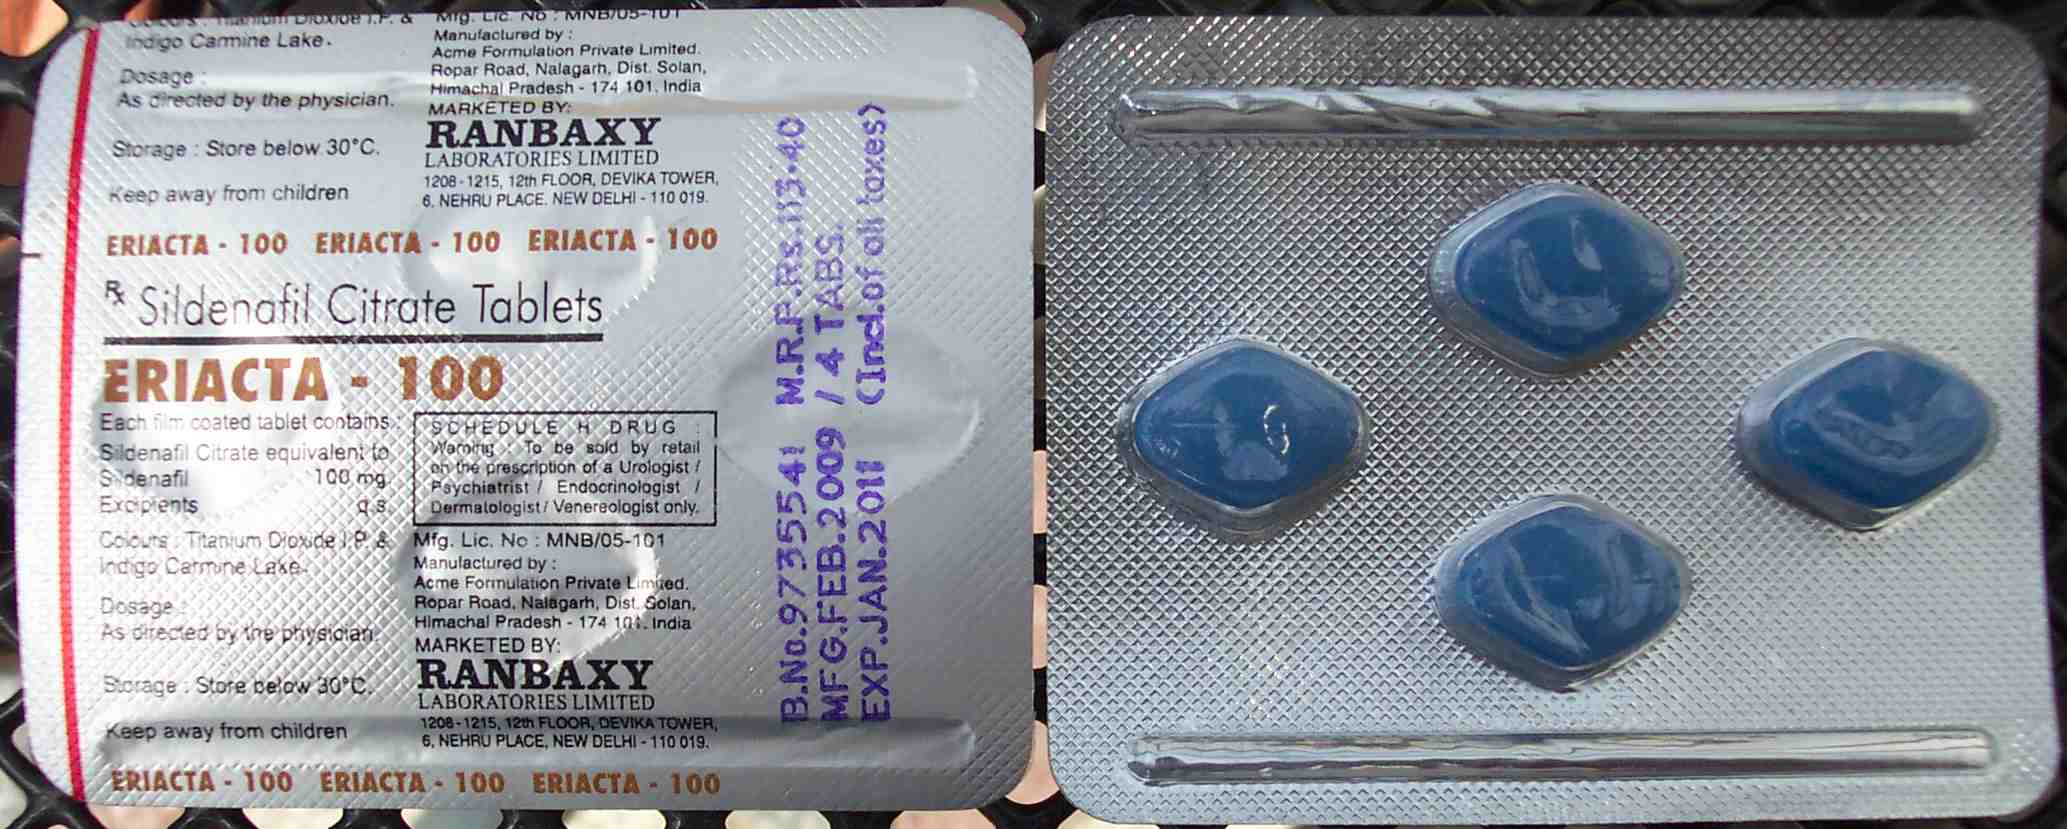 Colours : Titanium Dioxide I.P. &
Indigo Carmine Lake.
Dosage :
As directed by the physician.
Storage : Store below 30°C.
Keep away from children
Mfg. Lic. No : MNB/05-101
Manufactured by :
Acme Formulation Private Limited.
Ropar Road, Nalagarh, Dist. Solan,
Himachal Pradesh - 174 101. India
MARKETED BY:
RANBAXY
LABORATORIES LIMITED
1208-1215, 12th FLOOR, DEVIKA TOWER,
6, NEHRU PLACE, NEW DELHI - 110 019.
ERIACTA - 100 ERIACTA - 100 ERIACTA - 100
Rx Sildenafil Citrate Tablets
ERIACTA - 100
Each film coated tablet contains :
Sildenafil Citrate equivalent to
Sildenafil 100 mg
Excipients q.s.
Colours : Titanium Dioxide I.P. &
Indigo Carmine Lake.
Dosage :
As directed by the physician.
Storage : Store below 30°C.
Keep away from children
SCHEDULE H DRUG :
Warning : To be sold by retail
on the prescription of a Urologist /
Psychiatrist / Endocrinologist /
Dermatologist / Venereologist only.
Mfg. Lic. No : MNB/05-101
Manufactured by :
Acme Formulation Private Limited.
Ropar Road, Nalagarh, Dist. Solan,
Himachal Pradesh - 174 101. India
MARKETED BY:
RANBAXY
LABORATORIES LIMITED
1208-1215, 12th FLOOR, DEVIKA TOWER,
6, NEHRU PLACE, NEW DELHI - 110 019.
ERIACTA - 100 ERIACTA - 100 ERIACTA - 100
B.No.9735541 M.R.P.Rs.113.40
MFG.FEB.2009 / 4 TABS.
EXP.JAN.2011 (Incl.of all taxes)